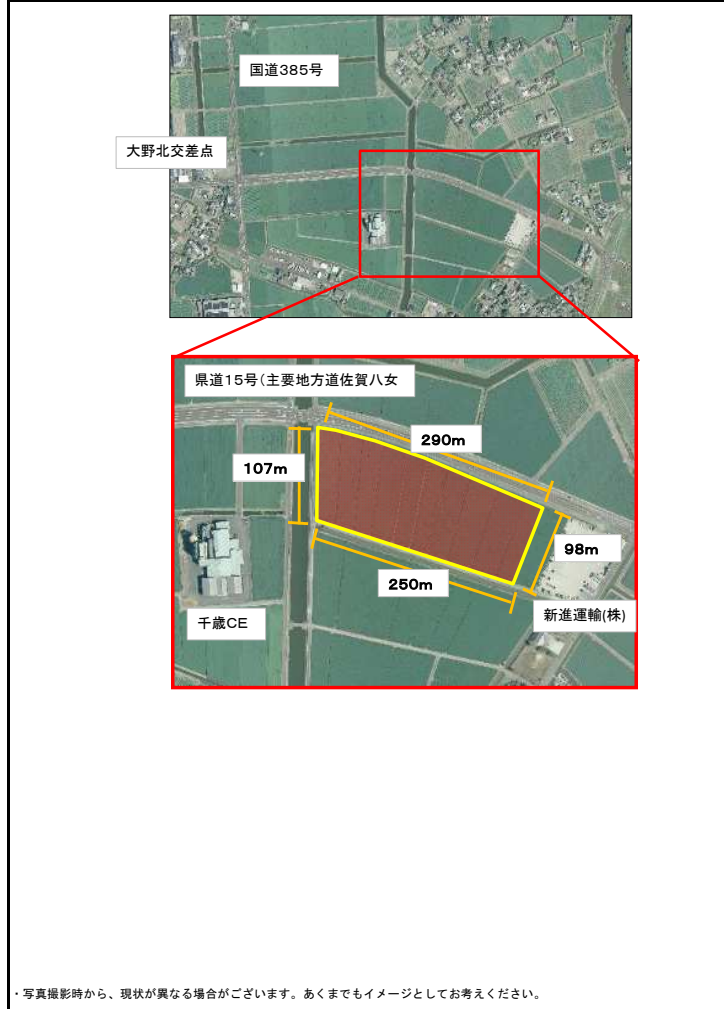 国道385号
大野北交差点
県道15号(主要地方道佐賀八女
290m
107m
98m
250m
千歳CE
新進運輸(株)
・写真撮影時から、現状が異なる場合がございます。あくまでもイメージとしてお考えください。